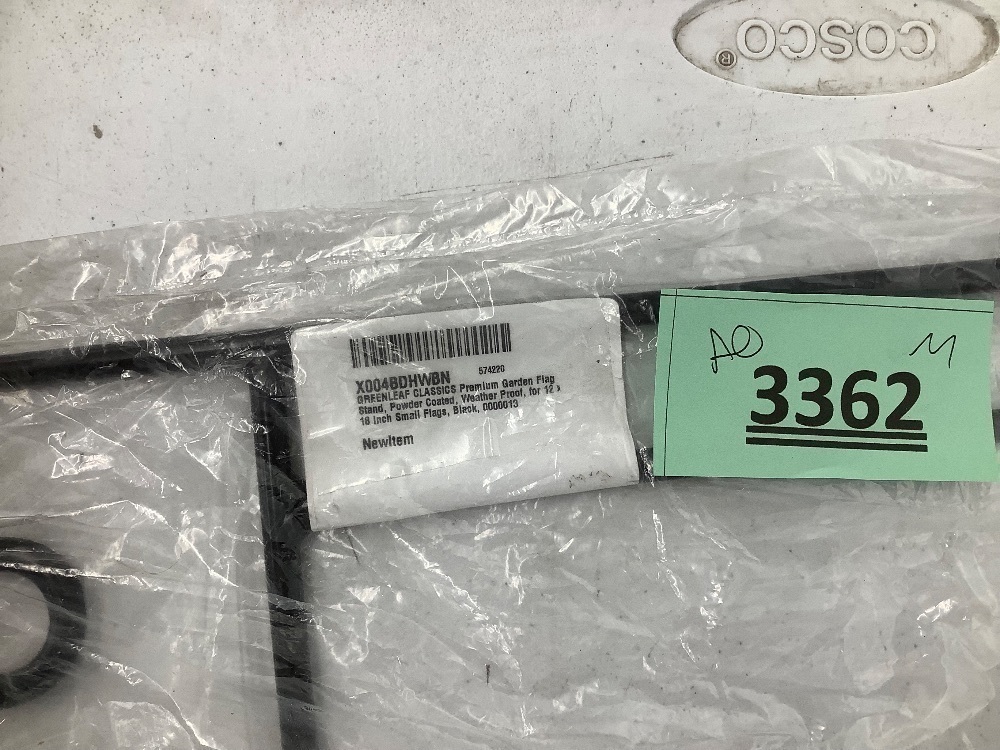 COSCO®
X004BDHWBN 574220
GREENLEAF CLASSICS Premium Garden Flag
Stand, Powder Coated, Weather Proof, for 12 x
18 Inch Small Flags, Black, 0000013
NewItem
AO M
3362